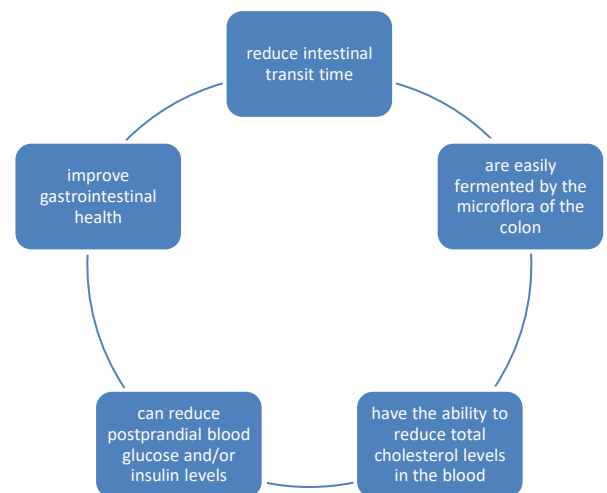 reduce intestinal
transit time
are easily
fermented by the
microflora of the
colon
have the ability to
reduce total
cholesterol levels
in the blood
can reduce
postprandial blood
glucose and/or
insulin levels
improve
gastrointestinal
health